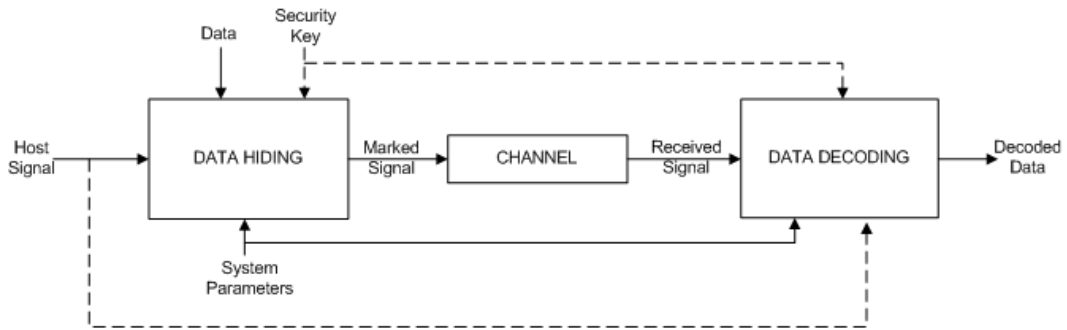 Security
Key
Data
Host
Signal
DATA HIDING
Marked
Signal
CHANNEL
Received
Signal
DATA DECODING
Decoded
Data
System
Parameters